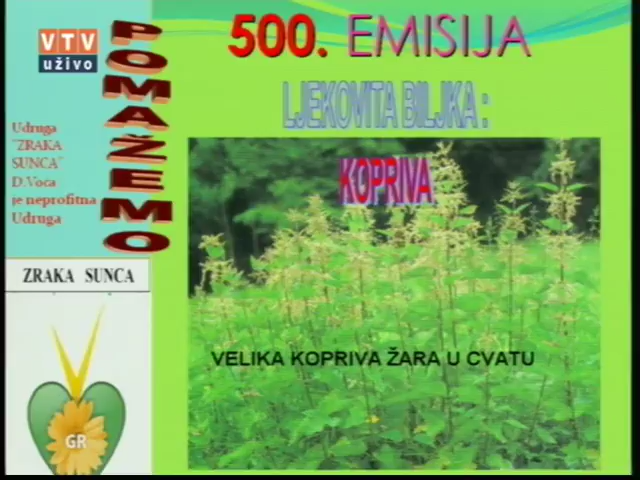 VTV
uživo
POMAŽEMO
500. EMISIJA
LJEKOVITA BILJKA :
KOPRIVA
Udruga
"ZRAKA
SUNCA"
D.Voća
je neprofitna
Udruga
ZRAKA SUNCA
GR
VELIKA KOPRIVA ŽARA U CVATU